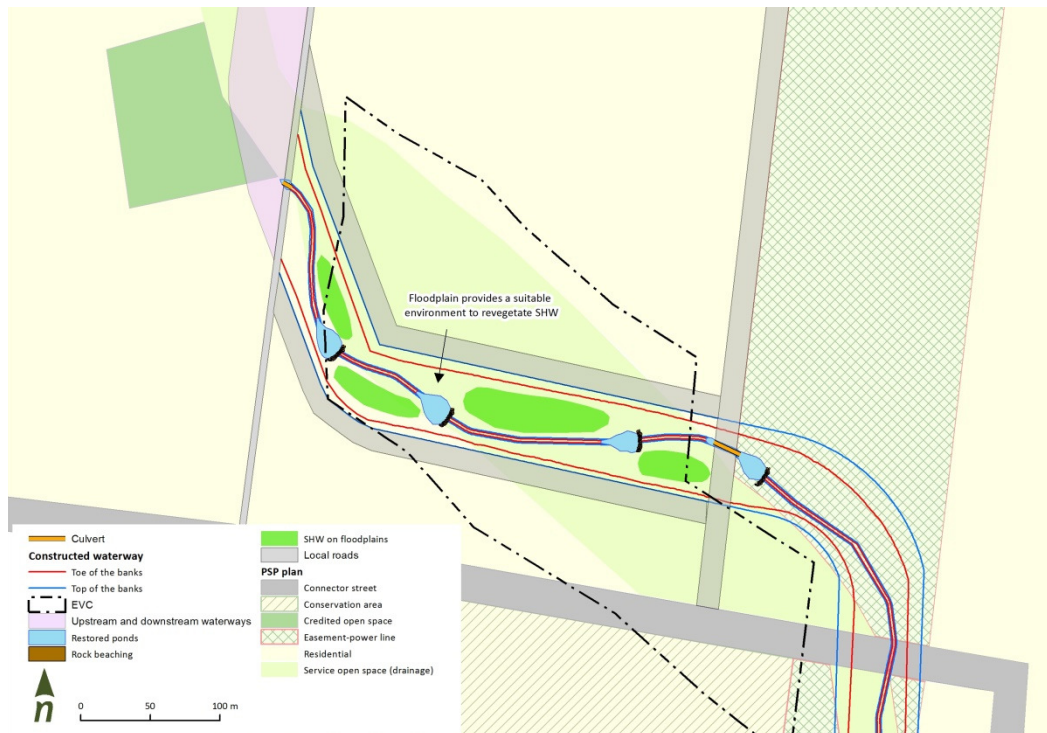 Floodplain provides a suitable
environment to revegetate SHW
Culvert
Constructed waterway
Toe of the banks
Top of the banks
EVC
Upstream and downstream waterways
Restored ponds
Rock beaching
n
0 50 100 m
SHW on floodplains
Local roads
PSP plan
Connector street
Conservation area
Credited open space
Easement-power line
Residential
Service open space (drainage)